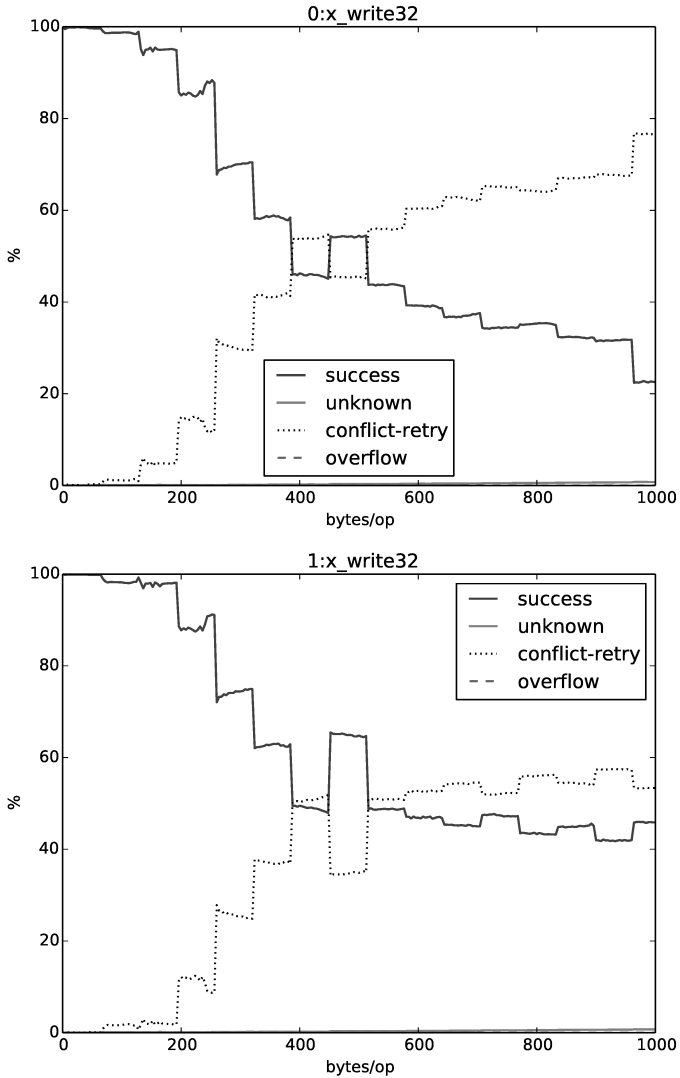 0:x_write32
100
80
60
%
40
20
0
success
unknown
conflict-retry
overflow
0 200 400 600 800 1000
bytes/op
1:x_write32
100
80
60
%
40
20
0
success
unknown
conflict-retry
overflow
0 200 400 600 800 1000
bytes/op